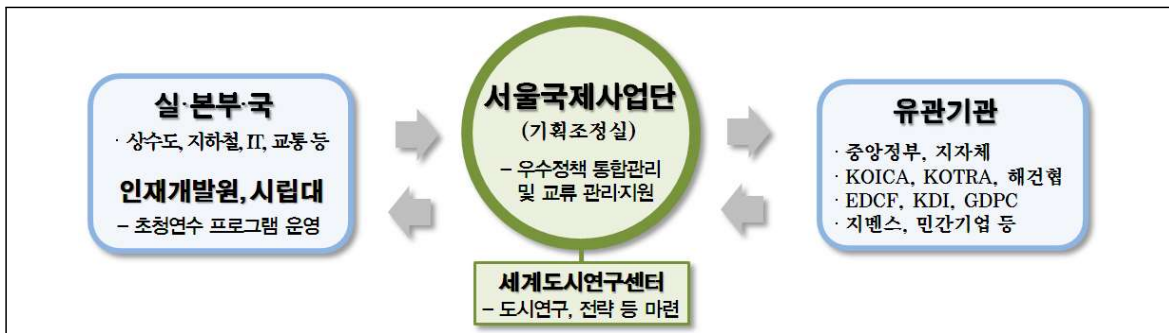 실·본부·국
· 상수도, 지하철, IT, 교통 등
인재개발원, 시립대
– 초청연수 프로그램 운영
서울국제사업단
(기획조정실)
– 우수정책 통합관리
및 교류 관리·지원
세계도시연구센터
– 도시연구, 전략 등 마련
유관기관
· 중앙정부, 지자체
· KOICA, KOTRA, 해건협
· EDCF, KDI, GDPC
· 지멘스, 민간기업 등